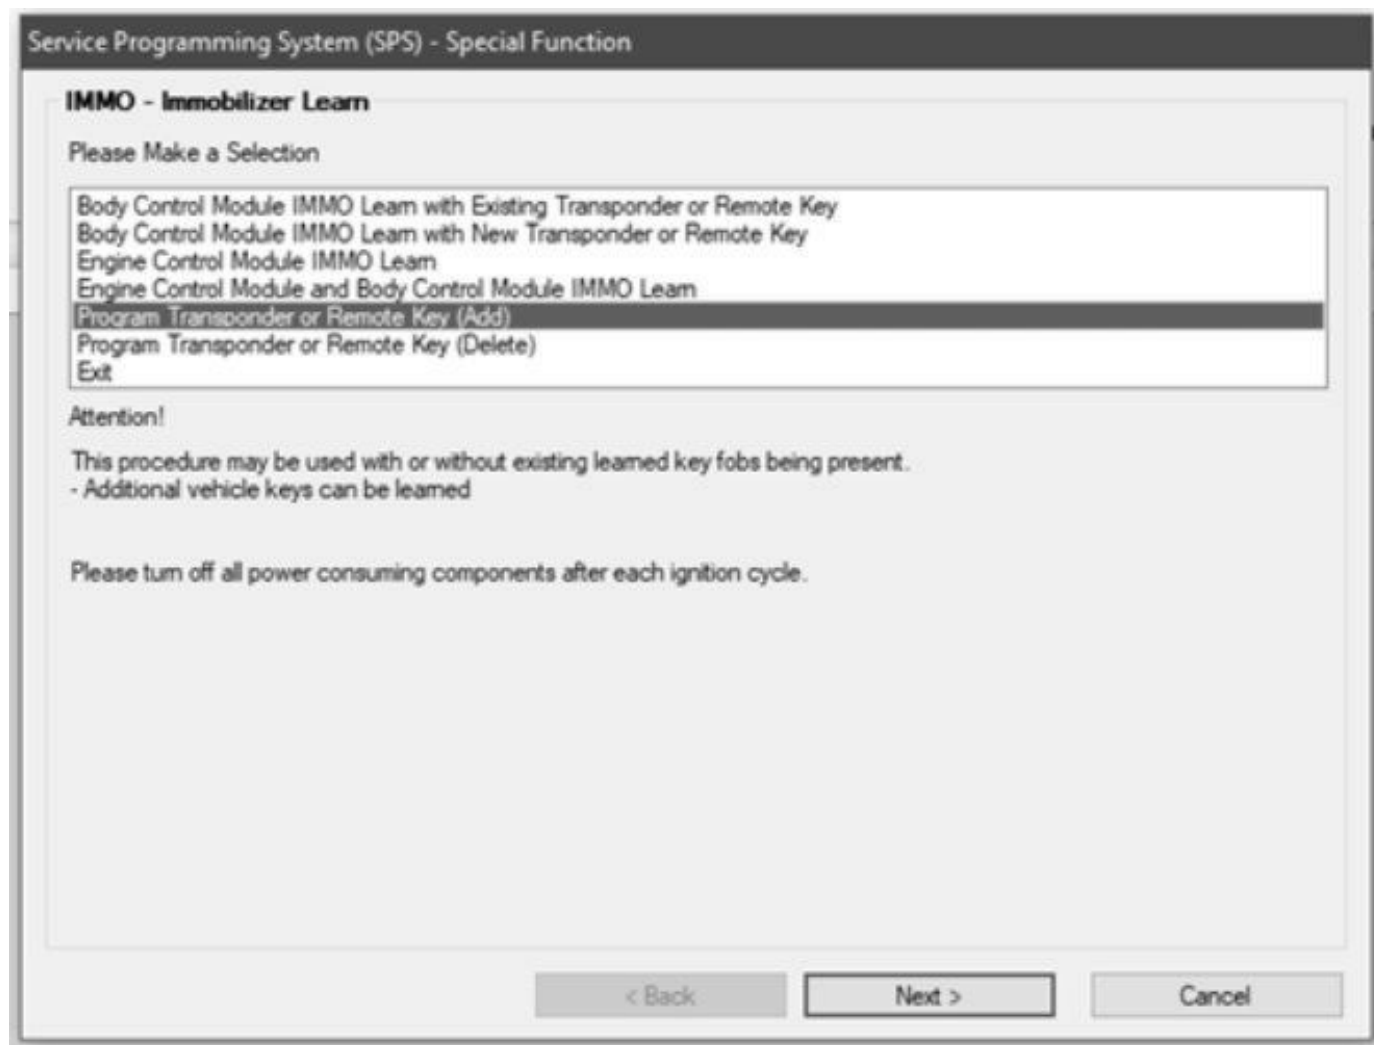 Service Programming System (SPS) - Special Function
IMMO - Immobilizer Learn
Please Make a Selection
Body Control Module IMMO Learn with Existing Transponder or Remote Key
Body Control Module IMMO Learn with New Transponder or Remote Key
Engine Control Module IMMO Learn
Engine Control Module and Body Control Module IMMO Learn
Program Transponder or Remote Key (Add)
Program Transponder or Remote Key (Delete)
Exit
Attention!
This procedure may be used with or without existing learned key fobs being present.
- Additional vehicle keys can be learned
Please turn off all power consuming components after each ignition cycle.
< Back
Next >
Cancel